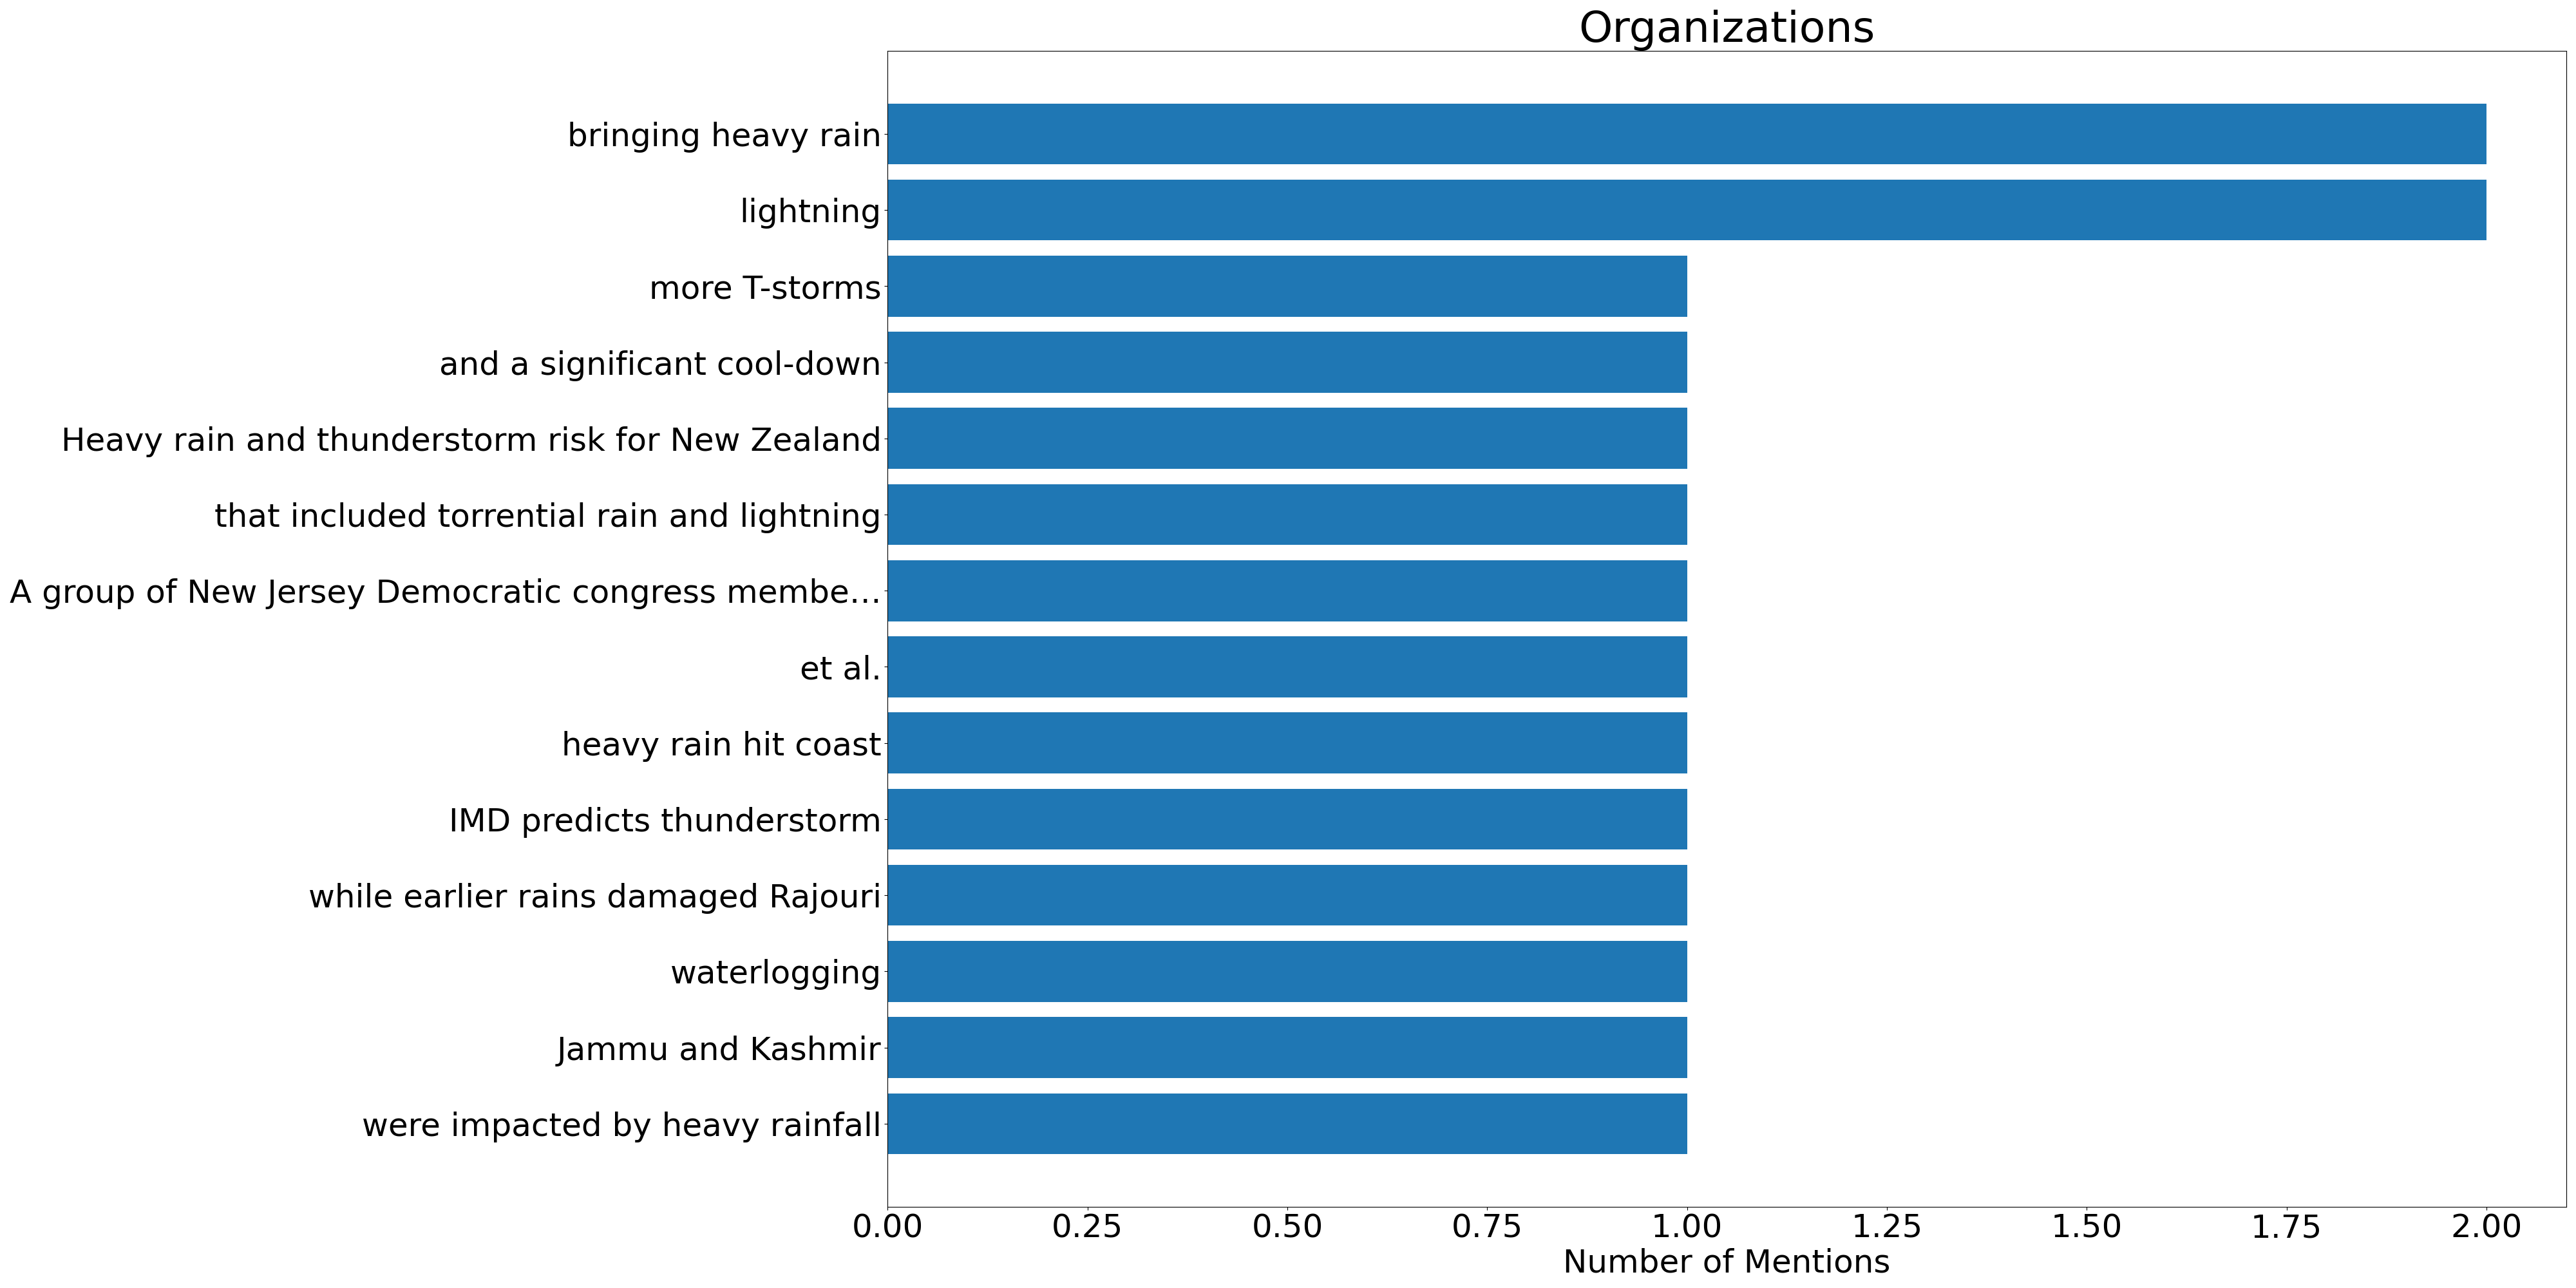 Organizations
bringing heavy rain
lightning
more T-storms
and a significant cool-down
Heavy rain and thunderstorm risk for New Zealand
that included torrential rain and lightning
A group of New Jersey Democratic congress membe...
et al.
heavy rain hit coast
IMD predicts thunderstorm
while earlier rains damaged Rajouri
waterlogging
Jammu and Kashmir
were impacted by heavy rainfall
0.00 0.25 0.50 0.75 1.00 1.25 1.50 1.75 2.00
Number of Mentions